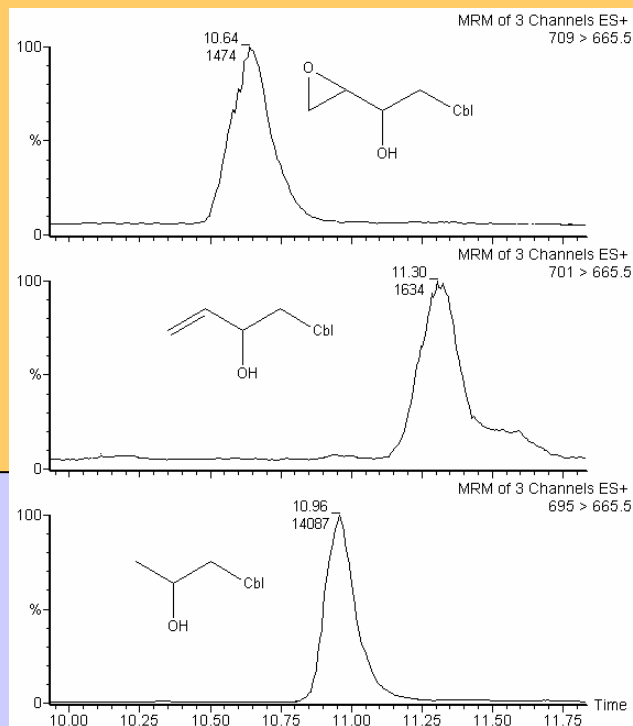 MRM of 3 Channels ES+
709 > 665.5
10.64
1474
100
%
0
O
Cbl
OH
MRM of 3 Channels ES+
701 > 665.5
11.30
1634
100
%
0
Cbl
OH
MRM of 3 Channels ES+
695 > 665.5
10.96
14087
100
%
0
Cbl
OH
10.00 10.25 10.50 10.75 11.00 11.25 11.50 11.75 Time